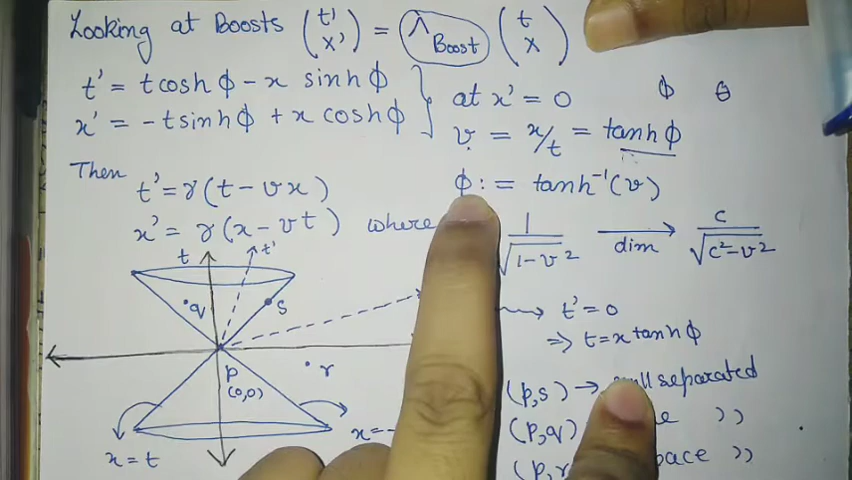 Looking at Boosts (t' x') = (Λ Boost) (t x)
t' = t cosh ϕ - x sinh ϕ
x' = -t sinh ϕ + x cosh ϕ
at x' = 0
ϕ θ
v = x/t = tanh ϕ
ϕ := tanh⁻¹(v)
Then
t' = γ(t - vx)
x' = γ(x - vt) where
1/√(1-v²) → dim c/√(c²-v²)
t t'
q s
t' = 0
⇒ t = x tanh ϕ
p
(0,0)
r
(p,s) → separated
(p,q) ''
(p,r ''
x = t
x = -